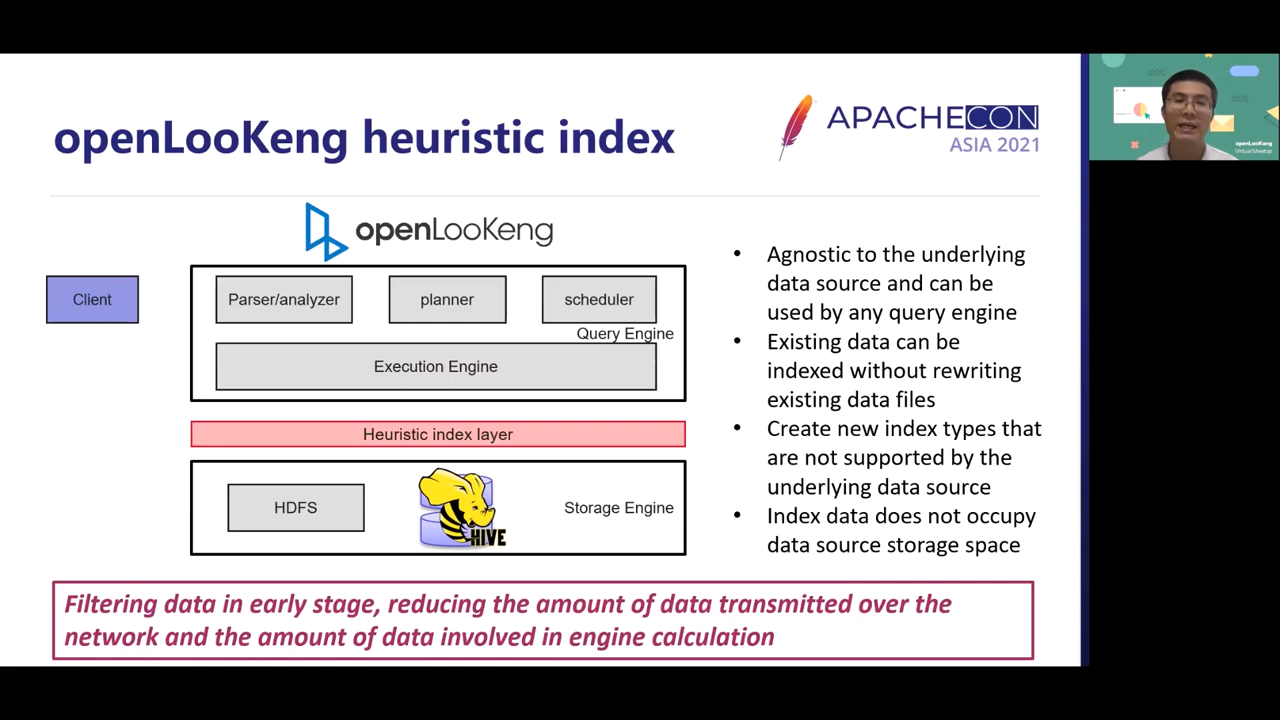 openLooKeng heuristic index
APACHECON
ASIA 2021
openLooKeng
Virtual Meetup
openLooKeng
Client
Parser/analyzer
planner
scheduler
Query Engine
Execution Engine
Heuristic index layer
HDFS
HIVE
Storage Engine
• Agnostic to the underlying
data source and can be
used by any query engine
• Existing data can be
indexed without rewriting
existing data files
• Create new index types that
are not supported by the
underlying data source
• Index data does not occupy
data source storage space
Filtering data in early stage, reducing the amount of data transmitted over the
network and the amount of data involved in engine calculation